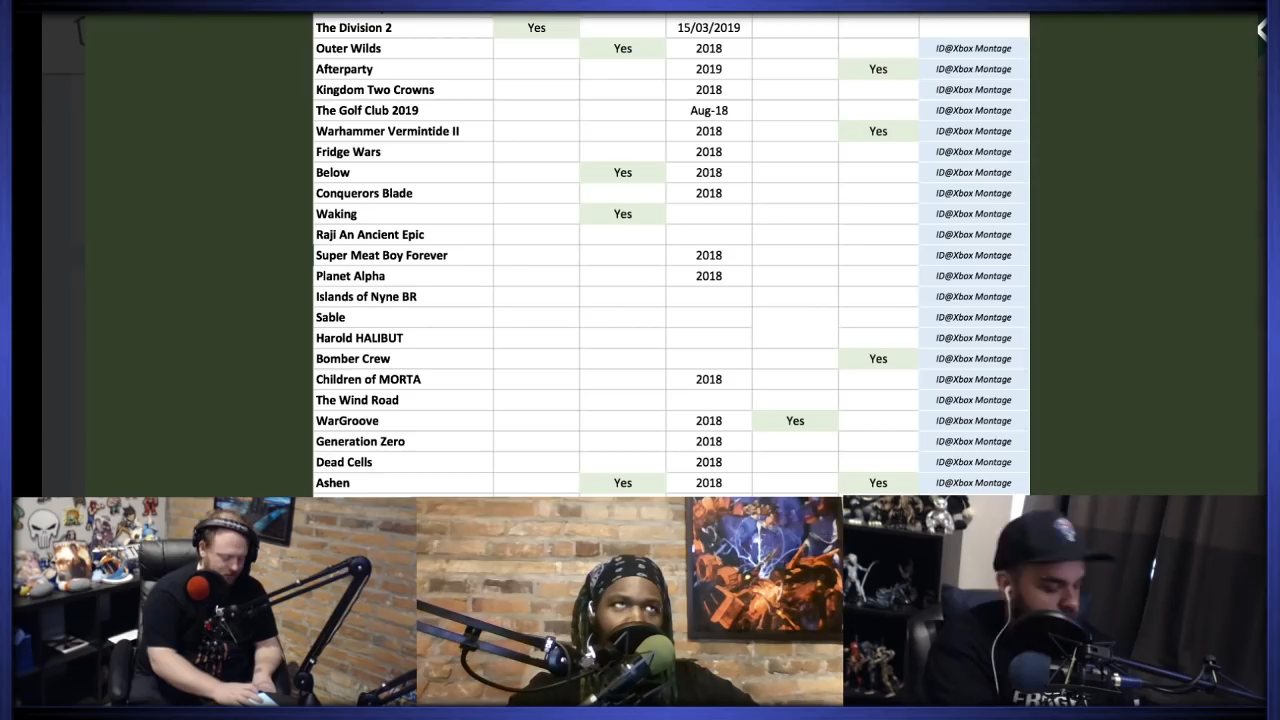 The Division 2 Yes 15/03/2019
Outer Wilds Yes 2018 ID@Xbox Montage
Afterparty 2019 Yes ID@Xbox Montage
Kingdom Two Crowns 2018 ID@Xbox Montage
The Golf Club 2019 Aug-18 ID@Xbox Montage
Warhammer Vermintide II 2018 Yes ID@Xbox Montage
Fridge Wars 2018 ID@Xbox Montage
Below Yes 2018 ID@Xbox Montage
Conquerors Blade 2018 ID@Xbox Montage
Waking Yes ID@Xbox Montage
Raji An Ancient Epic ID@Xbox Montage
Super Meat Boy Forever 2018 ID@Xbox Montage
Planet Alpha 2018 ID@Xbox Montage
Islands of Nyne BR ID@Xbox Montage
Sable ID@Xbox Montage
Harold HALIBUT ID@Xbox Montage
Bomber Crew Yes ID@Xbox Montage
Children of MORTA 2018 ID@Xbox Montage
The Wind Road ID@Xbox Montage
WarGroove 2018 Yes ID@Xbox Montage
Generation Zero 2018 ID@Xbox Montage
Dead Cells 2018 ID@Xbox Montage
Ashen Yes 2018 Yes ID@Xbox Montage